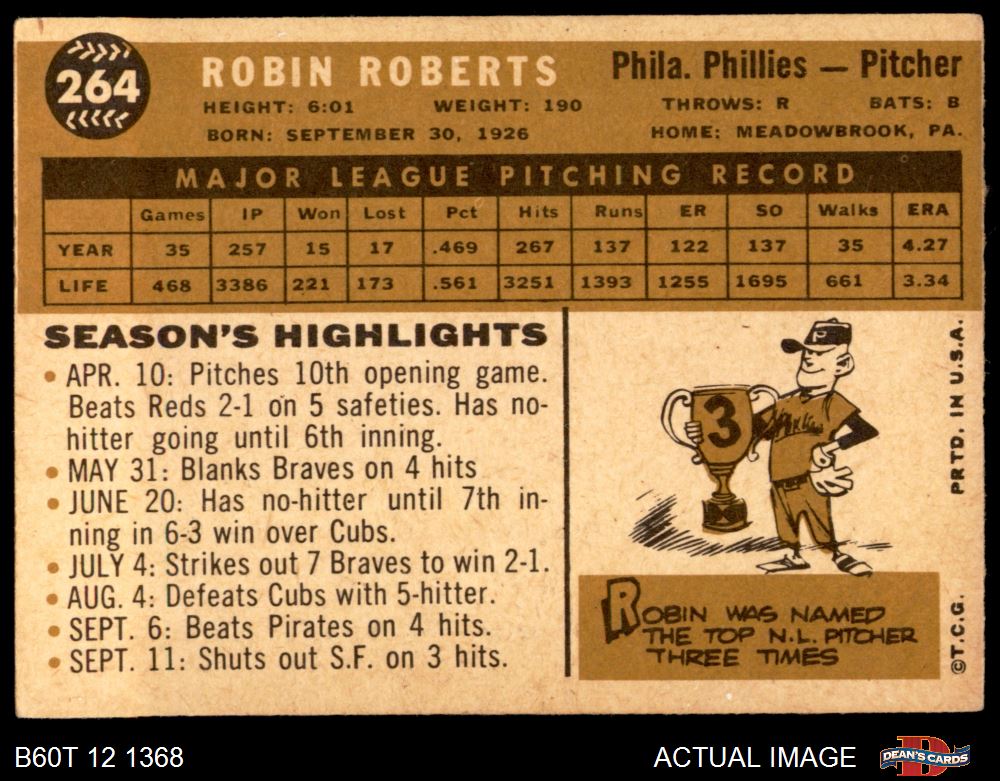 264
ROBIN ROBERTS
Phila. Phillies — Pitcher
HEIGHT: 6:01 WEIGHT: 190 THROWS: R BATS: B
BORN: SEPTEMBER 30, 1926 HOME: MEADOWBROOK, PA.
MAJOR LEAGUE PITCHING RECORD
Games IP Won Lost Pct Hits Runs ER SO Walks ERA
YEAR 35 257 15 17 .469 267 137 122 137 35 4.27
LIFE 468 3386 221 173 .561 3251 1393 1255 1695 661 3.34
SEASON'S HIGHLIGHTS
• APR. 10: Pitches 10th opening game.
Beats Reds 2-1 on 5 safeties. Has no-
hitter going until 6th inning.
• MAY 31: Blanks Braves on 4 hits
• JUNE 20: Has no-hitter until 7th in-
ning in 6-3 win over Cubs.
• JULY 4: Strikes out 7 Braves to win 2-1.
• AUG. 4: Defeats Cubs with 5-hitter.
• SEPT. 6: Beats Pirates on 4 hits.
• SEPT. 11: Shuts out S.F. on 3 hits.
P
3
ROBIN WAS NAMED
THE TOP N.L. PITCHER
THREE TIMES
PRTD. IN U.S.A.
©T.C.G.
B60T 12 1368
ACTUAL IMAGE
DEAN'S CARDS